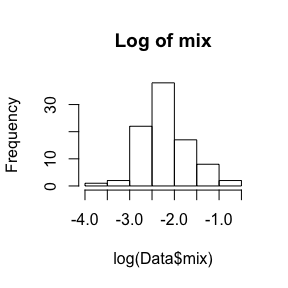 Log of mix
Frequency
30
10
0
-4.0 -3.0 -2.0 -1.0
log(Data$mix)